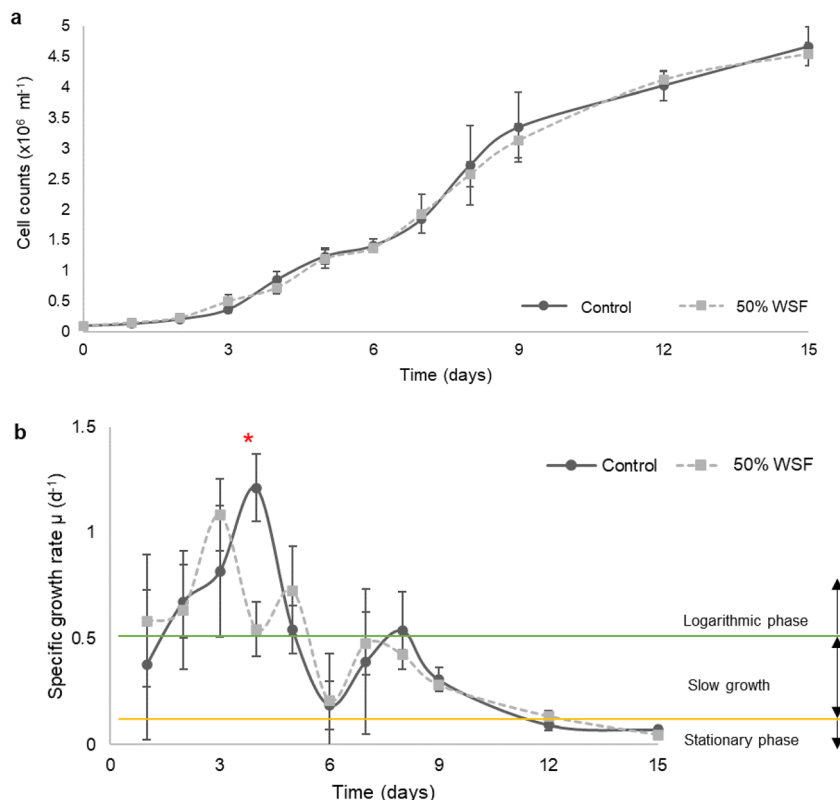 a
Cell counts (x10⁶ ml⁻¹)
5
4.5
4
3.5
3
2.5
2
1.5
1
0.5
0
Control
50% WSF
0 3 6 9 12 15
Time (days)
b
Specific growth rate µ (d⁻¹)
1.5
1
0.5
0
*
Control
50% WSF
Logarithmic phase
Slow growth
Stationary phase
0 3 6 9 12 15
Time (days)